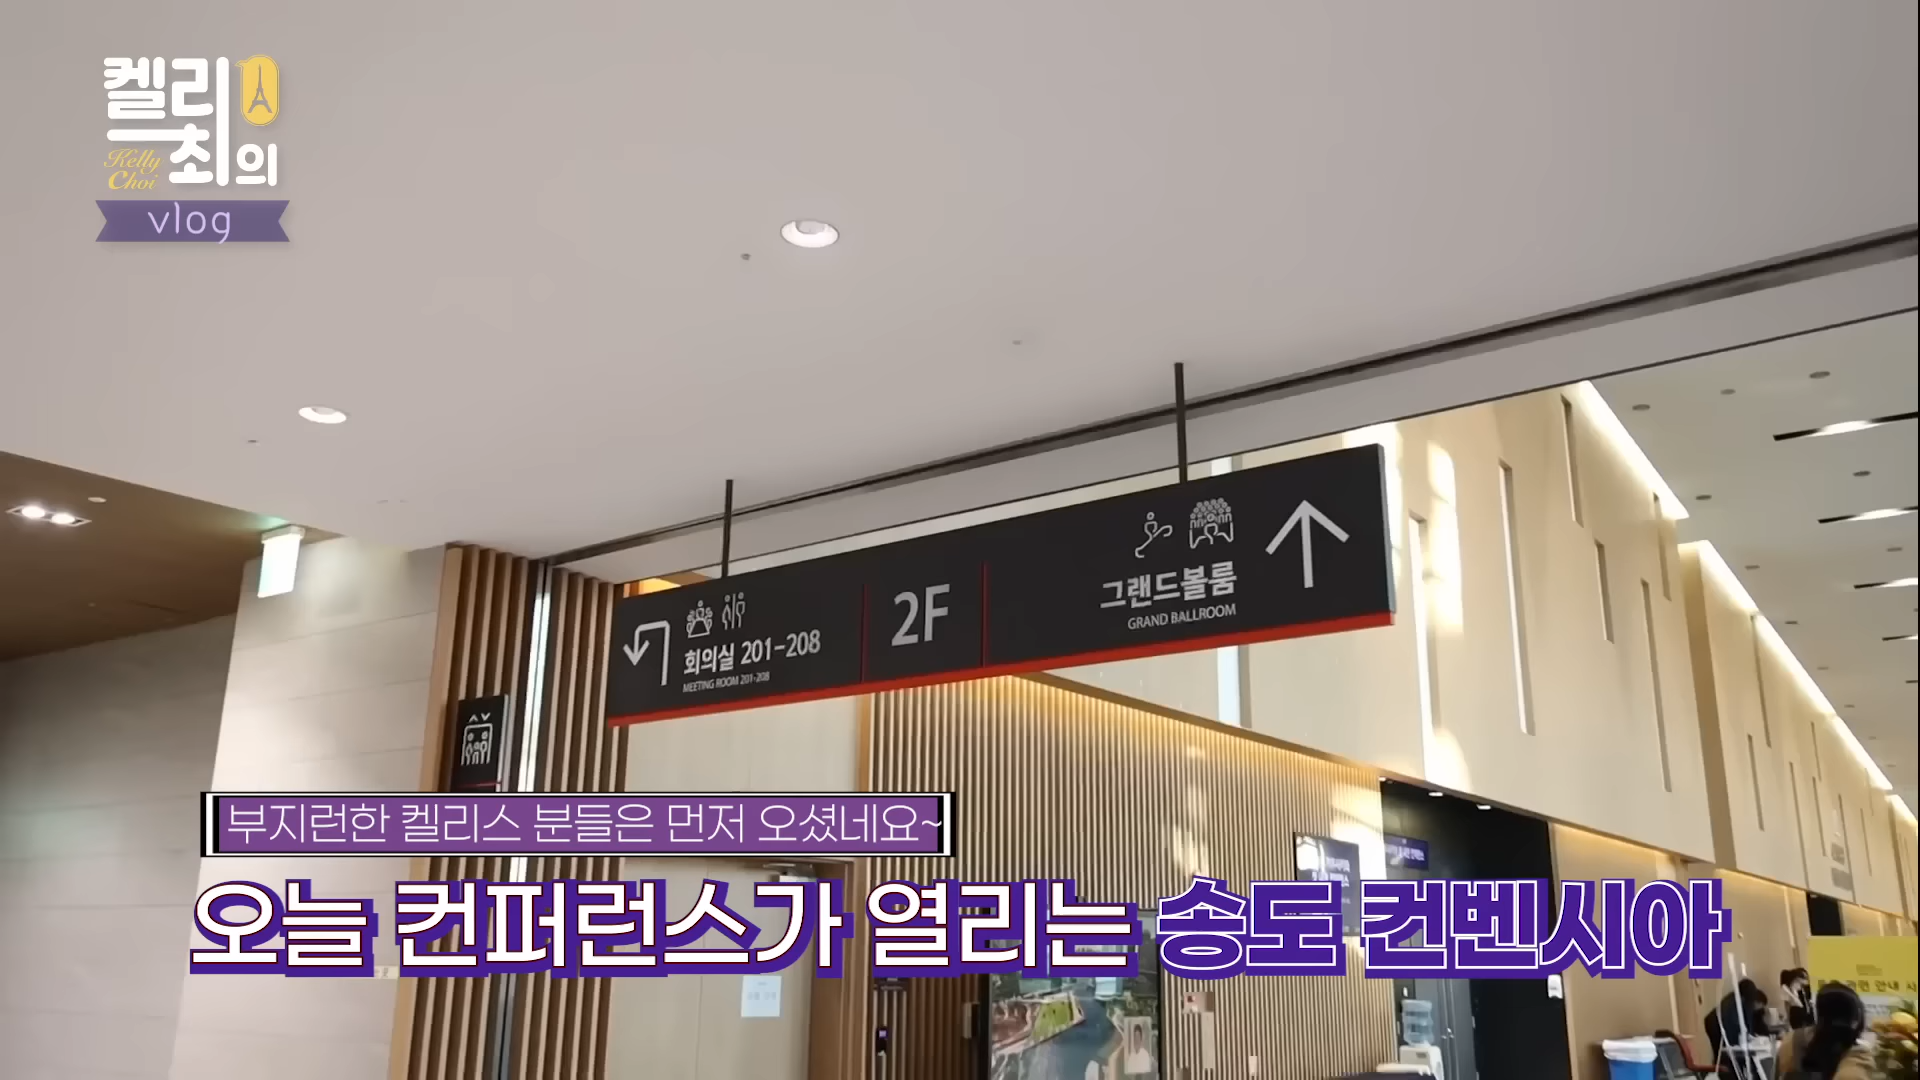 켈리
최의
Kelly
Choi
vlog
회의실 201-208
MEETING ROOM 201-208
2F
그랜드볼룸
GRAND BALLROOM
부지런한 켈리스 분들은 먼저 오셨네요~
오늘 컨퍼런스가 열리는 송도 컨벤시아
안내